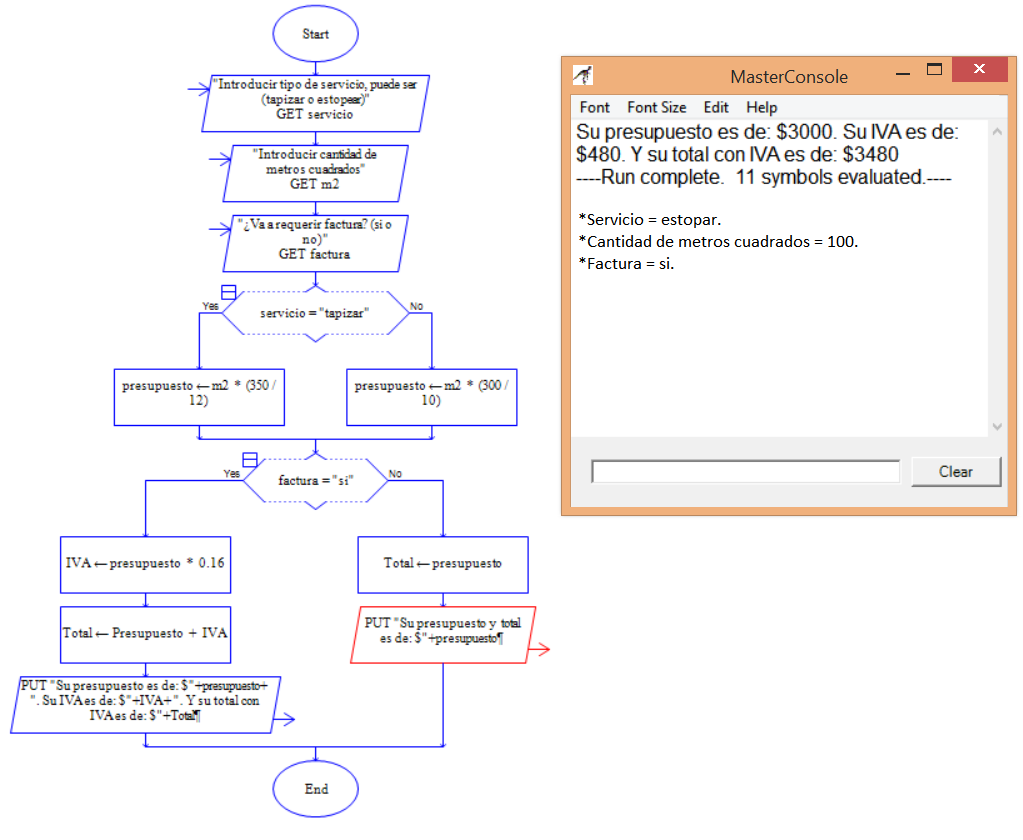 Start
"Introducir tipo de servicio, puede ser
(tapizar o estopear)"
GET servicio
"Introducir cantidad de
metros cuadrados"
GET m2
"¿Va a requerir factura? (si o
no)"
GET factura
Yes
servicio = "tapizar"
No
presupuesto ← m2 * (350 /
12)
presupuesto ← m2 * (300 /
10)
Yes
factura = "si"
No
IVA ← presupuesto * 0.16
Total ← presupuesto
Total ← Presupuesto + IVA
PUT "Su presupuesto y total
es de: $"+presupuesto¶
PUT "Su presupuesto es de: $"+presupuesto+
". Su IVA es de: $"+IVA+". Y su total con
IVA es de: $"+Total¶
End
MasterConsole
Font Font Size Edit Help
Su presupuesto es de: $3000. Su IVA es de:
$480. Y su total con IVA es de: $3480
----Run complete. 11 symbols evaluated.----
*Servicio = estopar.
*Cantidad de metros cuadrados = 100.
*Factura = si.
Clear